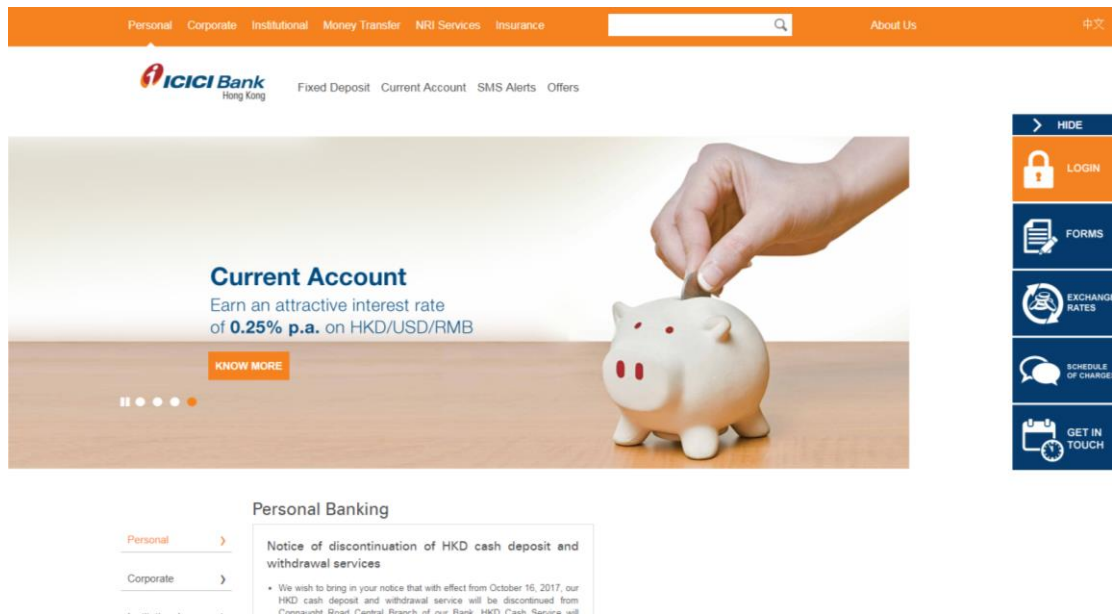 Personal Corporate Institutional Money Transfer NRI Services Insurance About Us 中文
ICICI Bank
Hong Kong
Fixed Deposit Current Account SMS Alerts Offers
HIDE
LOGIN
FORMS
EXCHANGE
RATES
SCHEDULE
OF CHARGES
GET IN
TOUCH
Current Account
Earn an attractive interest rate
of 0.25% p.a. on HKD/USD/RMB
KNOW MORE
Personal Banking
Personal
Corporate
Notice of discontinuation of HKD cash deposit and
withdrawal services
• We wish to bring in your notice that with effect from October 16, 2017, our
HKD cash deposit and withdrawal service will be discontinued from
Connaught Road Central Branch of our Bank. HKD Cash Service will